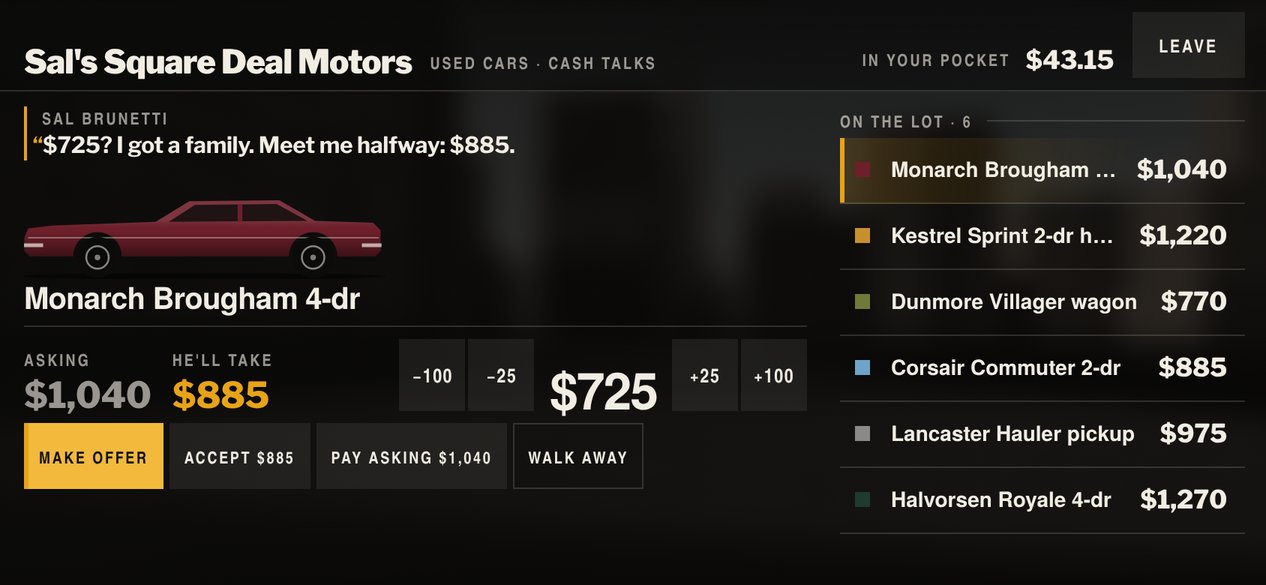 Sal's Square Deal Motors USED CARS · CASH TALKS
IN YOUR POCKET $43.15
LEAVE
SAL BRUNETTI
“$725? I got a family. Meet me halfway: $885.
Monarch Brougham 4-dr
ASKING
$1,040
HE'LL TAKE
$885
−100
−25
$725
+25
+100
MAKE OFFER
ACCEPT $885
PAY ASKING $1,040
WALK AWAY
ON THE LOT · 6
Monarch Brougham … $1,040
Kestrel Sprint 2-dr h… $1,220
Dunmore Villager wagon $770
Corsair Commuter 2-dr $885
Lancaster Hauler pickup $975
Halvorsen Royale 4-dr $1,270